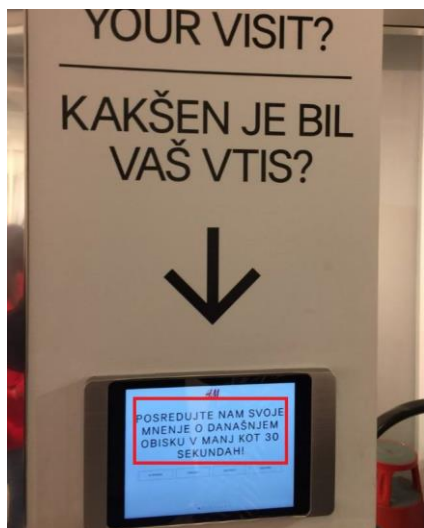 YOUR VISIT?
KAKŠEN JE BIL
VAŠ VTIS?
H&M
POSREDUJTE NAM SVOJE
MNENJE O DANAŠNJEM
OBISKU V MANJ KOT 30
SEKUNDAH!